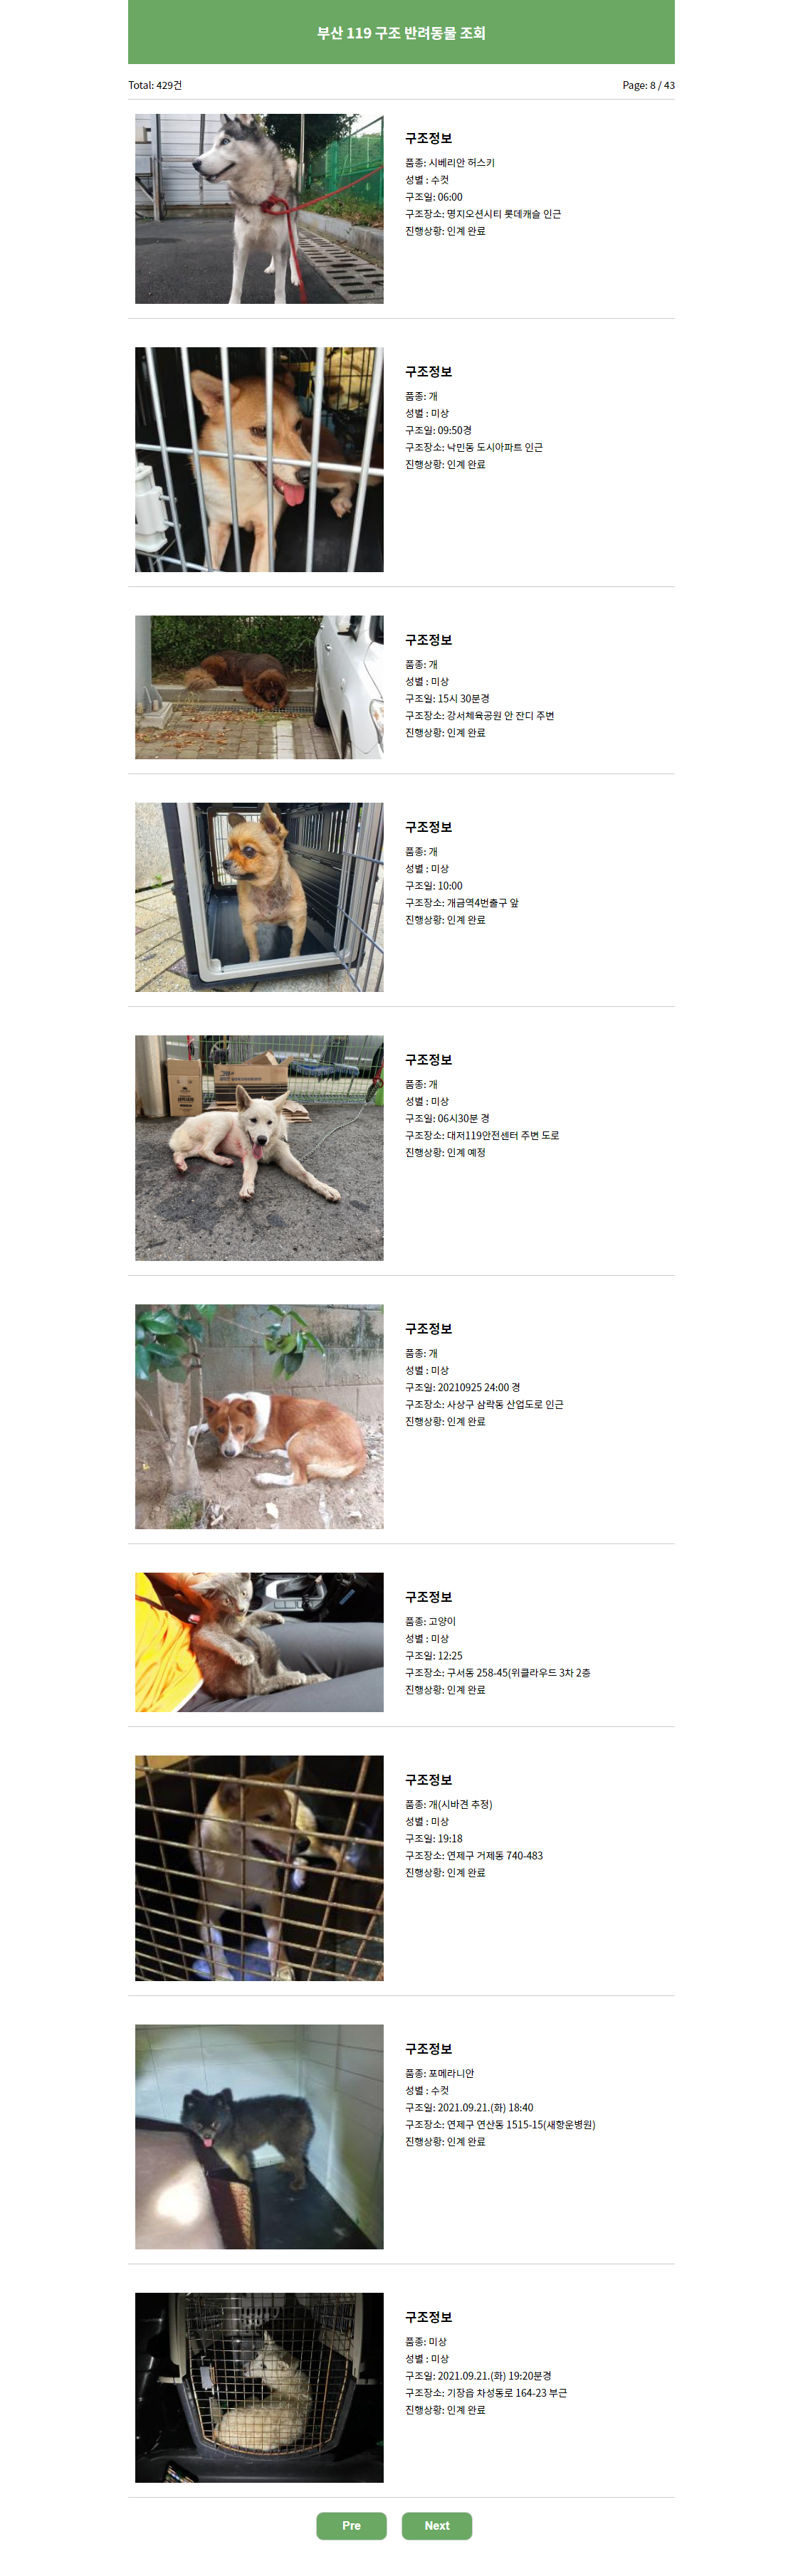 부산 119 구조 반려동물 조회
Total: 429건
Page: 8 / 43
구조정보
품종: 시베리안 허스키
성별 : 수컷
구조일: 06:00
구조장소: 명지오션시티 롯데캐슬 인근
진행상황: 인계 완료
구조정보
품종: 개
성별 : 미상
구조일: 09:50경
구조장소: 낙민동 도시아파트 인근
진행상황: 인계 완료
구조정보
품종: 개
성별 : 미상
구조일: 15시 30분경
구조장소: 강서체육공원 안 잔디 주변
진행상황: 인계 완료
구조정보
품종: 개
성별 : 미상
구조일: 10:00
구조장소: 개금역4번출구 앞
진행상황: 인계 완료
구조정보
품종: 개
성별 : 미상
구조일: 06시30분 경
구조장소: 대저119안전센터 주변 도로
진행상황: 인계 예정
구조정보
품종: 개
성별 : 미상
구조일: 20210925 24:00 경
구조장소: 사상구 삼락동 산업도로 인근
진행상황: 인계 완료
구조정보
품종: 고양이
성별 : 미상
구조일: 12:25
구조장소: 구서동 258-45(위클라우드 3차 2층
진행상황: 인계 완료
구조정보
품종: 개(시바견 추정)
성별 : 미상
구조일: 19:18
구조장소: 연제구 거제동 740-483
진행상황: 인계 완료
구조정보
품종: 포메라니안
성별 : 수컷
구조일: 2021.09.21.(화) 18:40
구조장소: 연제구 연산동 1515-15(새항운병원)
진행상황: 인계 완료
구조정보
품종: 미상
성별 : 미상
구조일: 2021.09.21.(화) 19:20분경
구조장소: 기장읍 차성동로 164-23 부근
진행상황: 인계 완료
Pre
Next